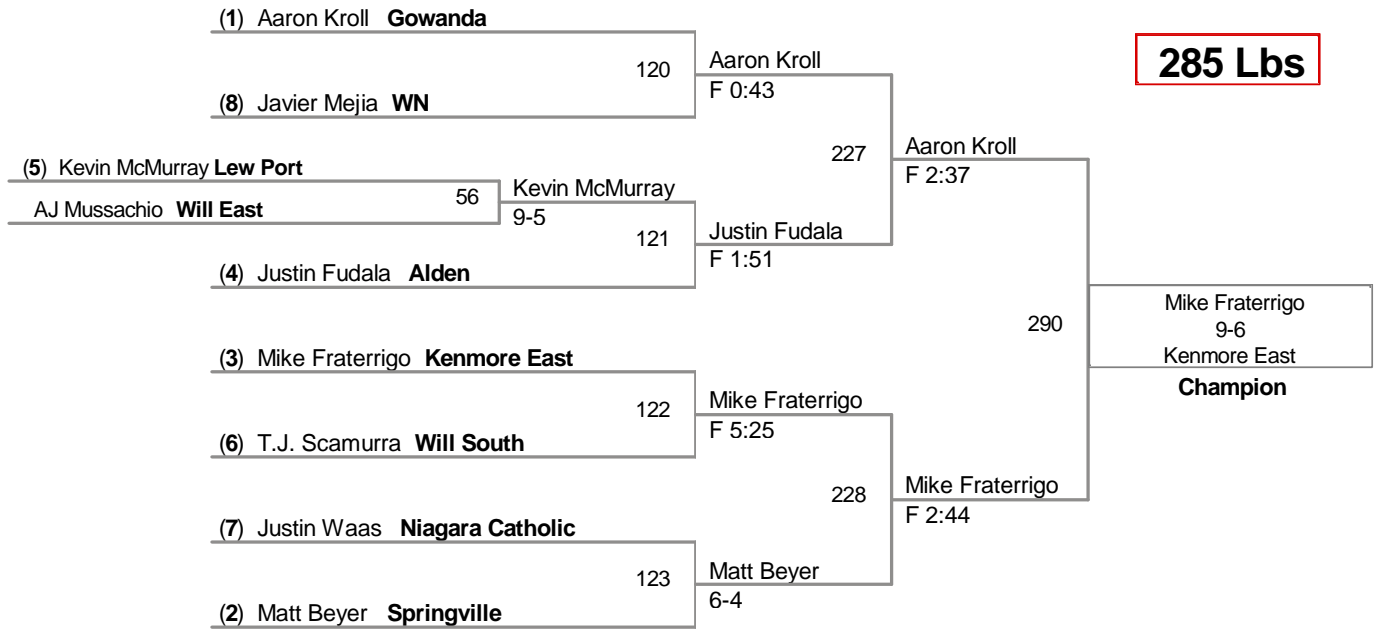 (1) Aaron Kroll Gowanda
120
Aaron Kroll
F 0:43
285 Lbs
(8) Javier Mejia WN
227
Aaron Kroll
F 2:37
(5) Kevin McMurray Lew Port
56
Kevin McMurray
9-5
AJ Mussachio Will East
121
Justin Fudala
F 1:51
(4) Justin Fudala Alden
290
Mike Fraterrigo
9-6
Kenmore East
Champion
(3) Mike Fraterrigo Kenmore East
122
Mike Fraterrigo
F 5:25
(6) T.J. Scamurra Will South
228
Mike Fraterrigo
F 2:44
(7) Justin Waas Niagara Catholic
123
Matt Beyer
6-4
(2) Matt Beyer Springville